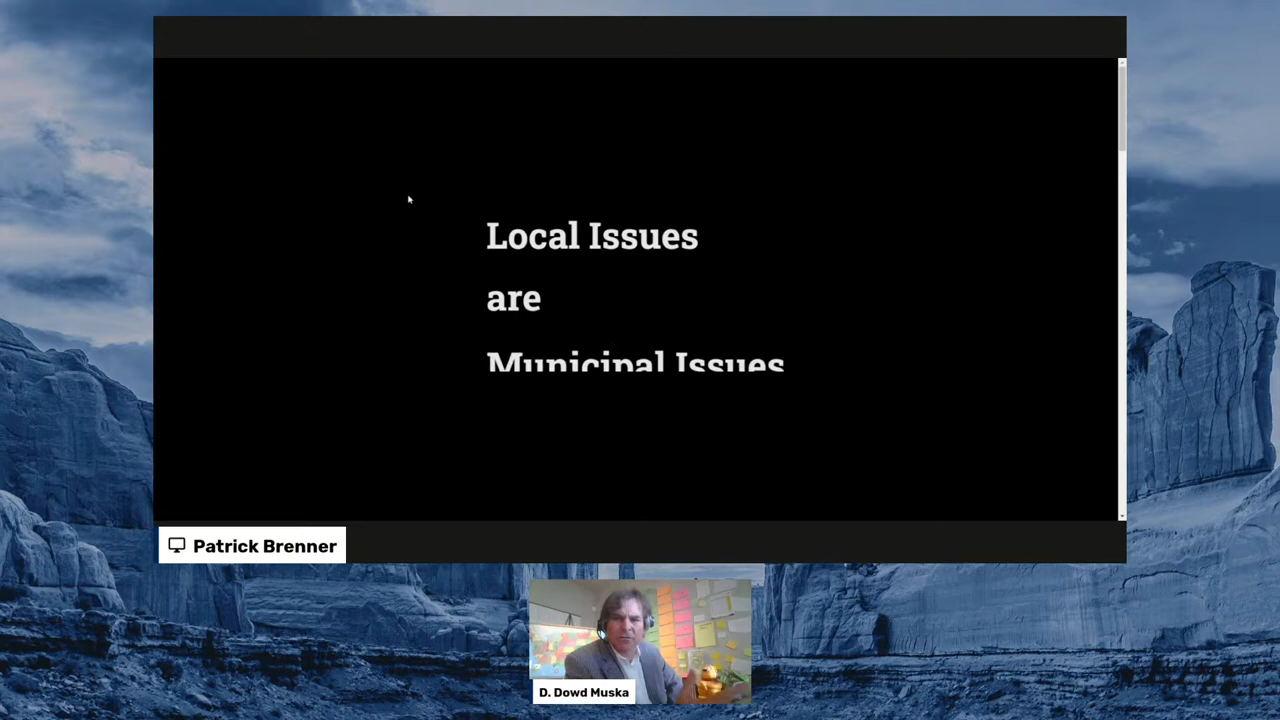 Local Issues
are
Municipal Issues
Patrick Brenner
D. Dowd Muska